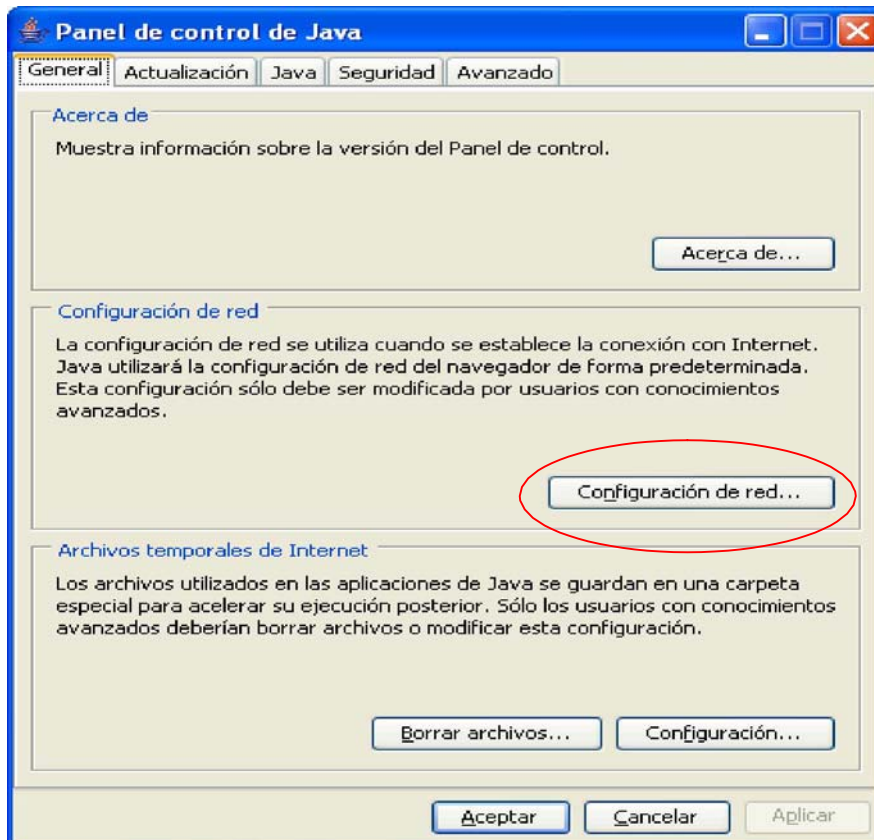 Panel de control de Java
General Actualización Java Seguridad Avanzado
Acerca de
Muestra información sobre la versión del Panel de control.
Acerca de...
Configuración de red
La configuración de red se utiliza cuando se establece la conexión con Internet.
Java utilizará la configuración de red del navegador de forma predeterminada.
Esta configuración sólo debe ser modificada por usuarios con conocimientos
avanzados.
Configuración de red...
Archivos temporales de Internet
Los archivos utilizados en las aplicaciones de Java se guardan en una carpeta
especial para acelerar su ejecución posterior. Sólo los usuarios con conocimientos
avanzados deberían borrar archivos o modificar esta configuración.
Borrar archivos... Configuración...
Aceptar Cancelar Aplicar